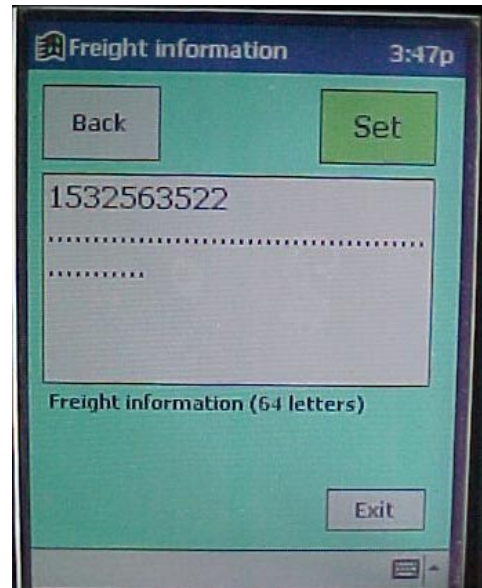 Freight information 3:47p
Back Set
1532563522
......................................
...........
Freight information (64 letters)
Exit